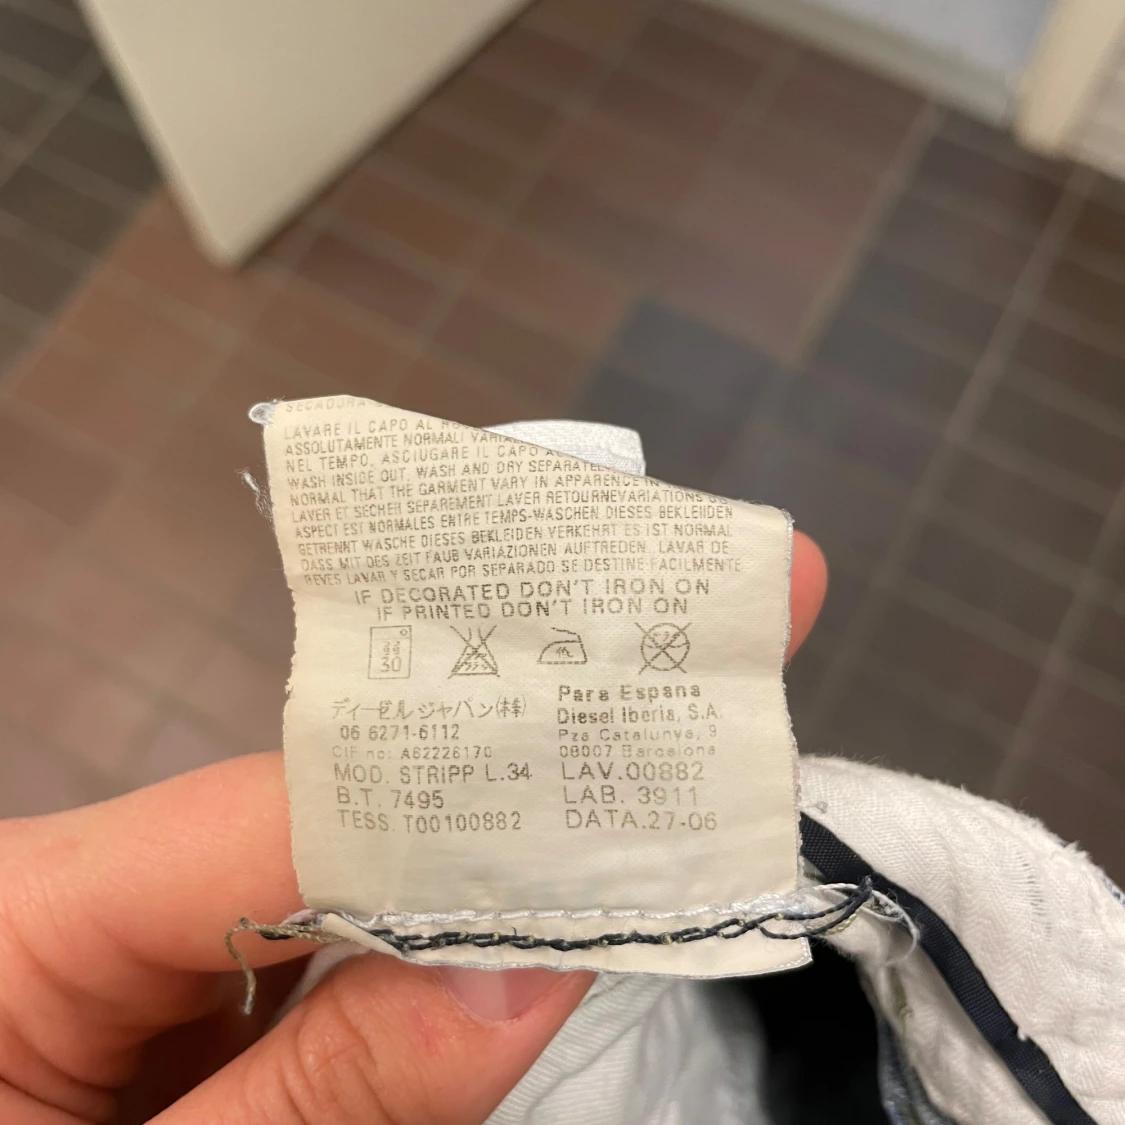 LAVARE IL CAPO AL
ASSOLUTAMENTE NORMALI
NEL TEMPO. ASCIUGARE IL CAPO
WASH INSIDE OUT. WASH AND DRY SEPARATELY
NORMAL THAT THE GARMENT VARY IN APPARENCE IN
LAVER ET SECHER SEPAREMENT LAVER RETOURNEVARIATIONS
ASPECT EST NORMALES ENTRE TEMPS-WASCHEN DIESES BEKLEIIDEN
GETRENNT WASCHE DIESES BEKLEIDEN VERKEHRT ES IST NORMAL
DASS MIT DES ZEIT FAUB VARIAZIONEN AUFTREDEN. LAVAR DE
REVES LAVAR Y SECAR POR SEPARADO SE DESTINE FACILMENTE
IF DECORATED DON'T IRON ON
IF PRINTED DON'T IRON ON
30
ディーゼルジャパン(株)
06 6271-6112
CIF no: A62226170
MOD. STRIPP L.34
B.T. 7495
TESS. T00100882
Para Espana
Diesel Iberia, S.A.
Pza Catalunya, 9
08007 Barcelona
LAV.00882
LAB. 3911
DATA.27-06